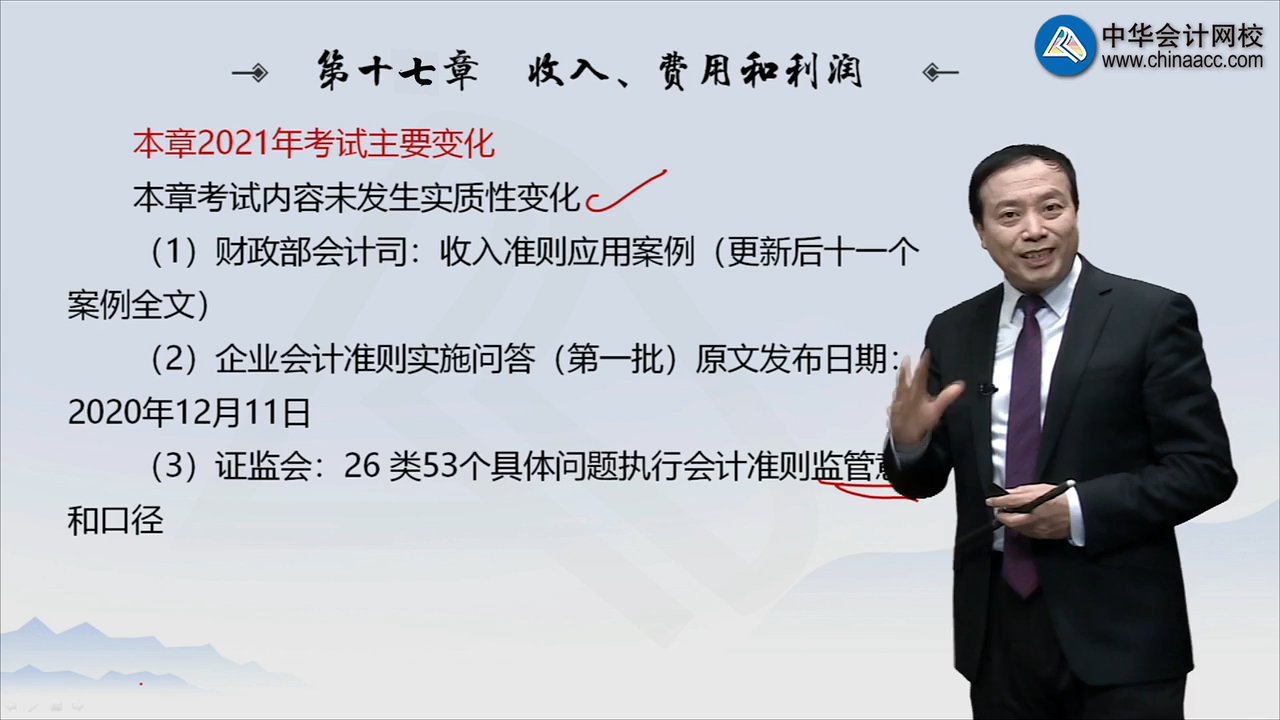 中华会计网校
www.chinaacc.com
第十七章 收入、费用和利润
本章2021年考试主要变化
本章考试内容未发生实质性变化
（1）财政部会计司：收入准则应用案例（更新后十一个
案例全文）
（2）企业会计准则实施问答（第一批）原文发布日期：
2020年12月11日
（3）证监会：26 类53个具体问题执行会计准则监管
和口径